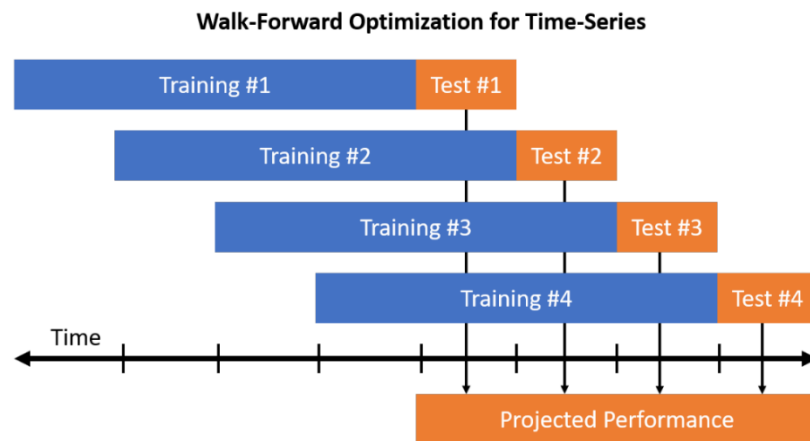 Walk-Forward Optimization for Time-Series
Training #1
Test #1
Training #2
Test #2
Training #3
Test #3
Training #4
Test #4
Time
Projected Performance